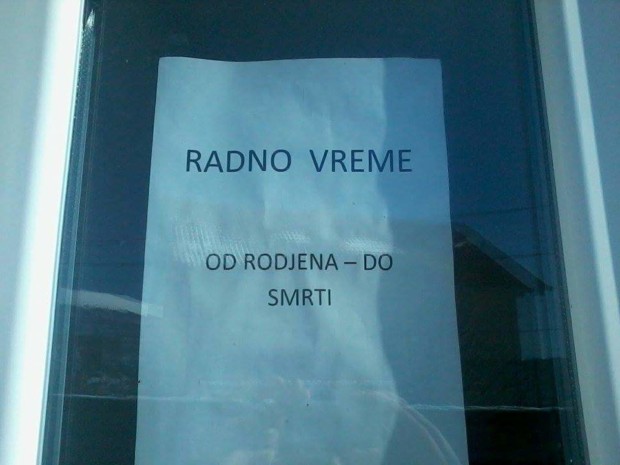 RADNO VREME
OD RODJENA – DO
SMRTI